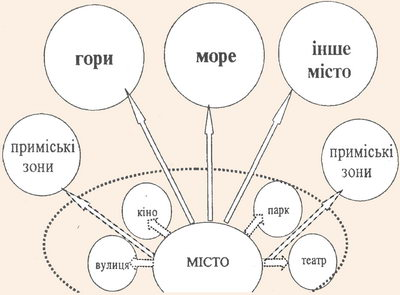 гори
море
інше
місто
приміські
зони
приміські
зони
кіно
парк
вулиця
МІСТО
театр